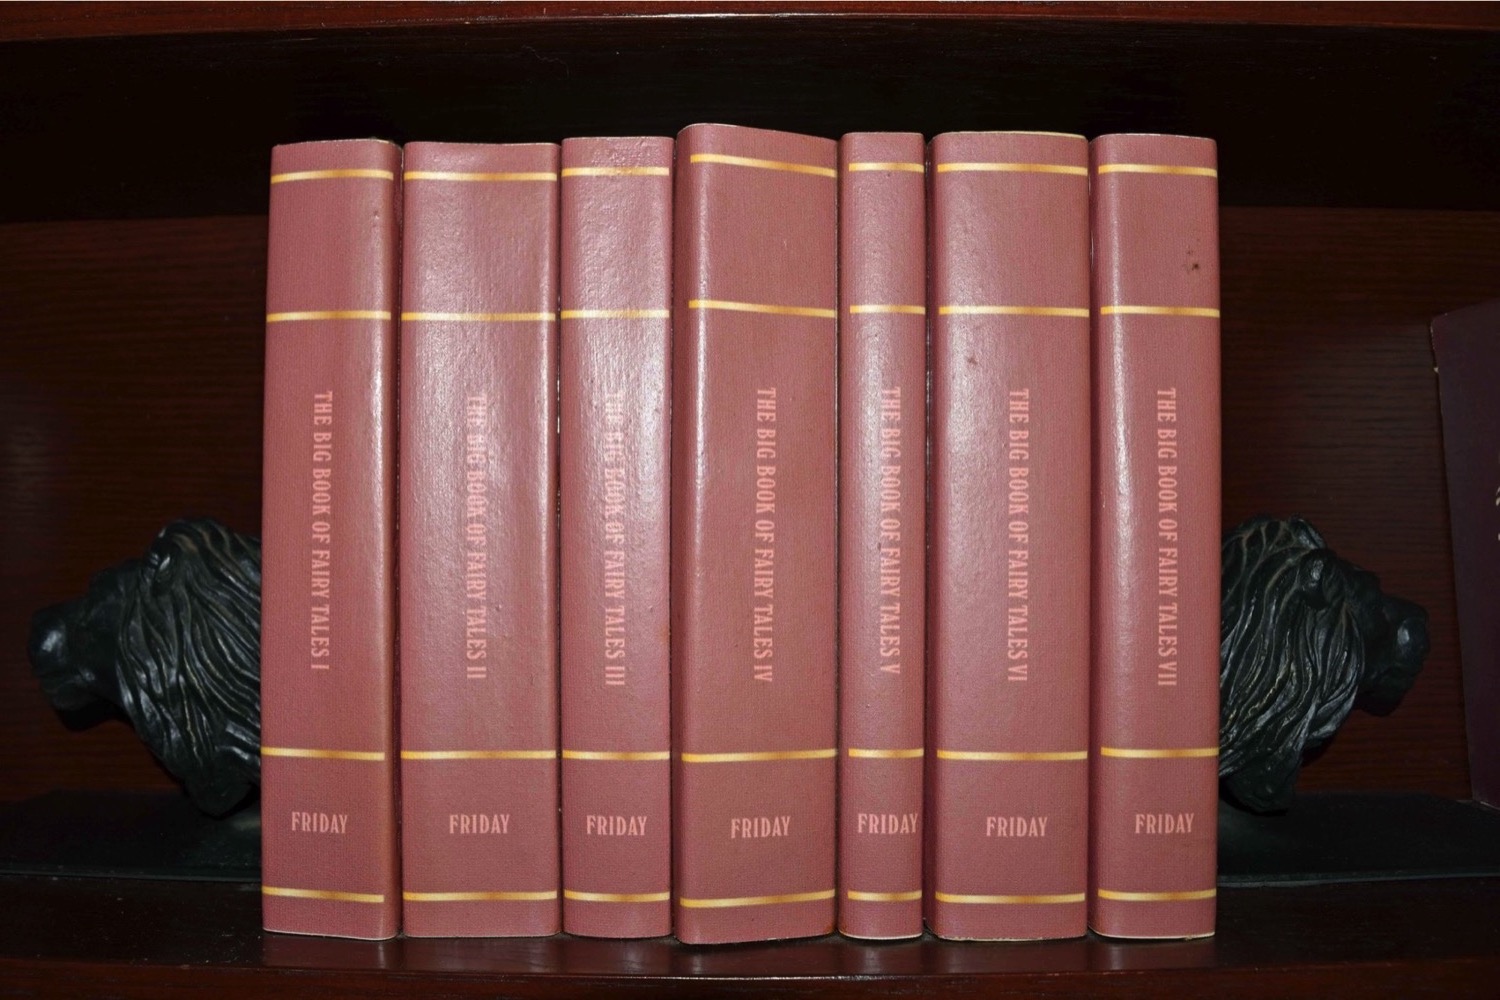 THE BIG BOOK OF FAIRY TALES I
FRIDAY
THE BIG BOOK OF FAIRY TALES II
FRIDAY
THE BIG BOOK OF FAIRY TALES III
FRIDAY
THE BIG BOOK OF FAIRY TALES IV
FRIDAY
THE BIG BOOK OF FAIRY TALES V
FRIDAY
THE BIG BOOK OF FAIRY TALES VI
FRIDAY
THE BIG BOOK OF FAIRY TALES VII
FRIDAY